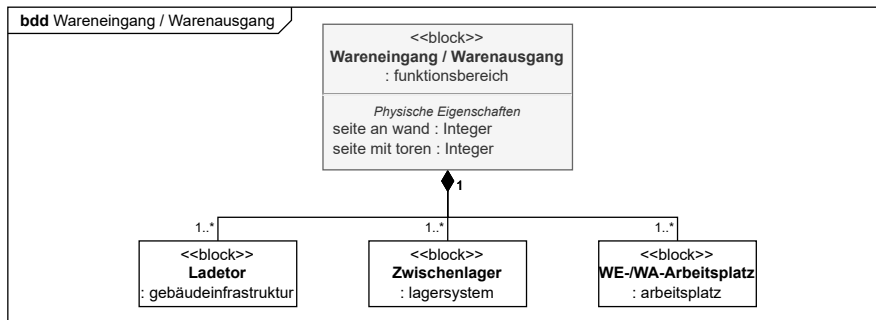 bdd Wareneingang / Warenausgang
<<block>>
Wareneingang / Warenausgang
: funktionsbereich
Physische Eigenschaften
seite an wand : Integer
seite mit toren : Integer
1
1..* 1..* 1..*
<<block>> <<block>> <<block>>
Ladetor Zwischenlager WE-/WA-Arbeitsplatz
: gebäudeinfrastruktur : lagersystem : arbeitsplatz